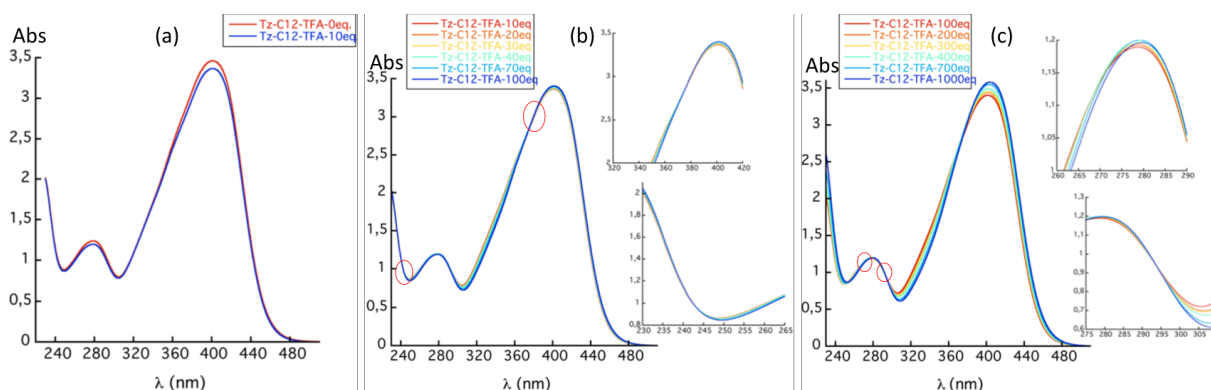 Abs
(a)
Tz-C12-TFA-0eq.
Tz-C12-TFA-10eq
3,5
3
2,5
2
1,5
1
0,5
0
240 280 320 360 400 440 480
λ (nm)
Abs
(b)
Tz-C12-TFA-10eq
Tz-C12-TFA-20eq
Tz-C12-TFA-30eq
Tz-C12-TFA-40eq
Tz-C12-TFA-70eq
Tz-C12-TFA-100eq
3,5
3
2,5
2
1,5
1
0,5
0
240 280 320 360 400 440 480
λ (nm)
4
3,5
3
2,5
2
320 340 360 380 400 420
2
1,8
1,6
1,4
1,2
1
0,8
230 235 240 245 250 255 260 265
Abs
(c)
Tz-C12-TFA-100eq
Tz-C12-TFA-200eq
Tz-C12-TFA-300eq
Tz-C12-TFA-400eq
Tz-C12-TFA-700eq
Tz-C12-TFA-1000eq
3,5
3
2,5
2
1,5
1
0,5
0
240 280 320 360 400 440 480
λ (nm)
1,2
1,15
1,1
1,05
1
260 265 270 275 280 285 290
1,3
1,2
1,1
1
0,9
0,8
0,7
0,6
275 280 285 290 295 300 305